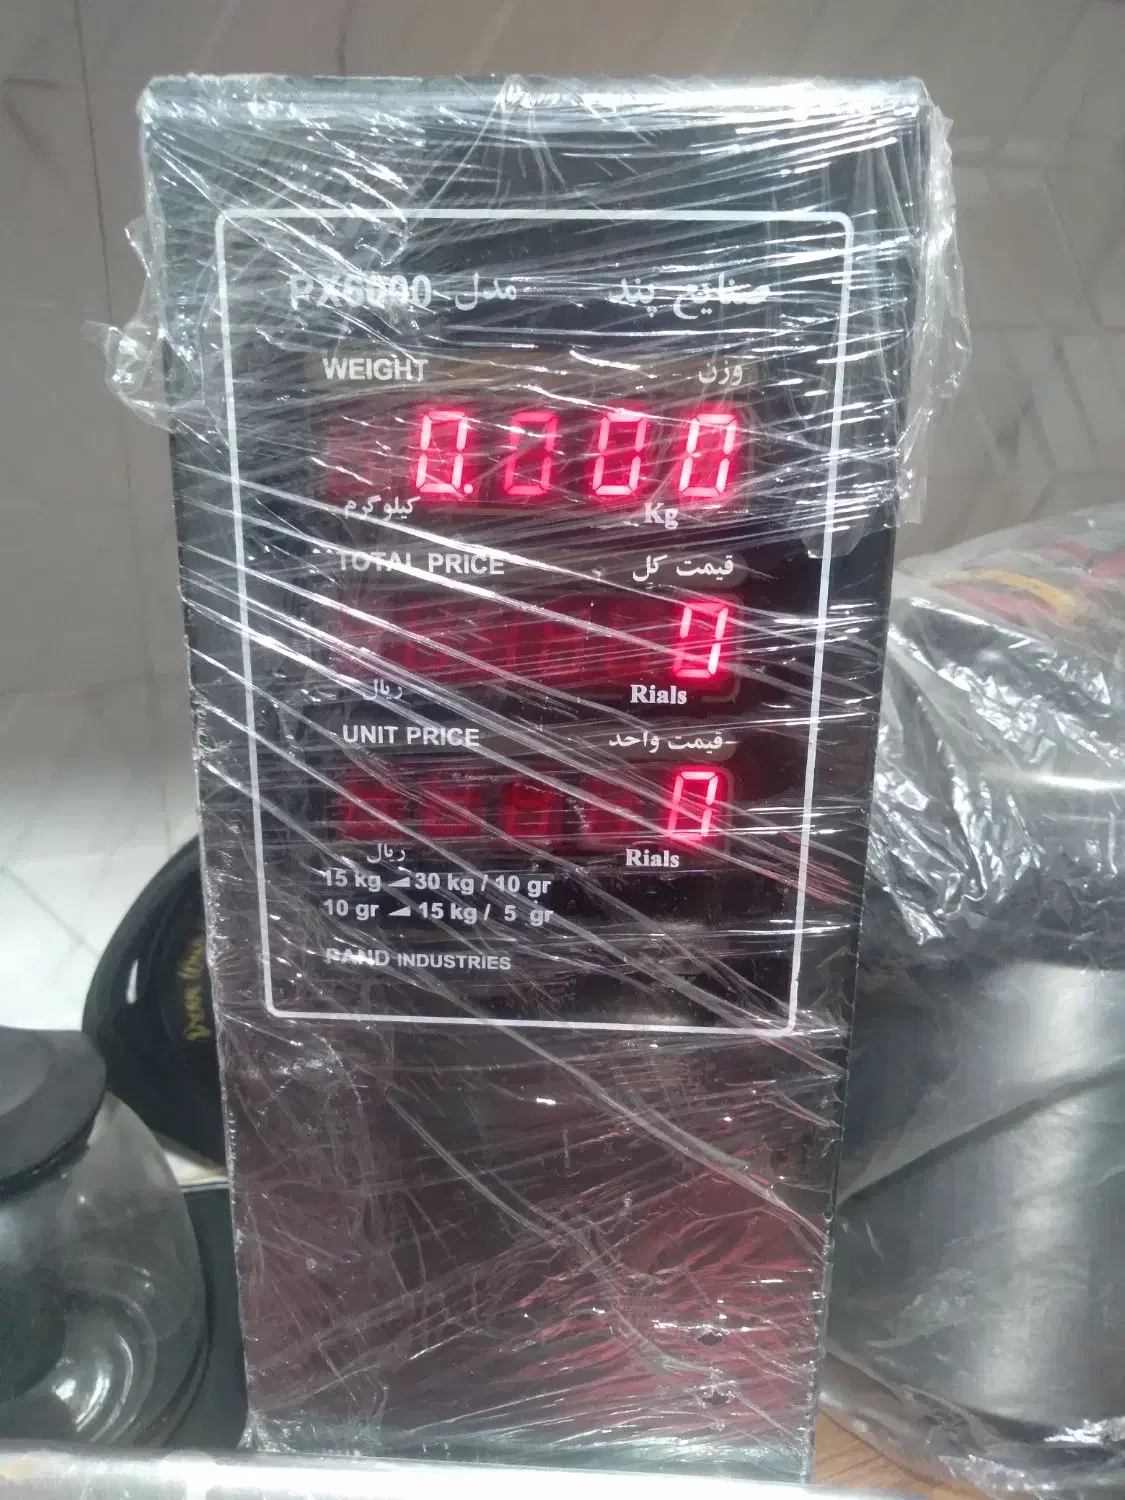 صنایع پند مدل PX6000
WEIGHT وزن
0.000
کیلوگرم Kg
TOTAL PRICE قیمت کل
0
ریال Rials
UNIT PRICE قیمت واحد
0
ریال Rials
15 kg ◢ 30 kg / 10 gr
10 gr ◢ 15 kg / 5 gr
PAND INDUSTRIES